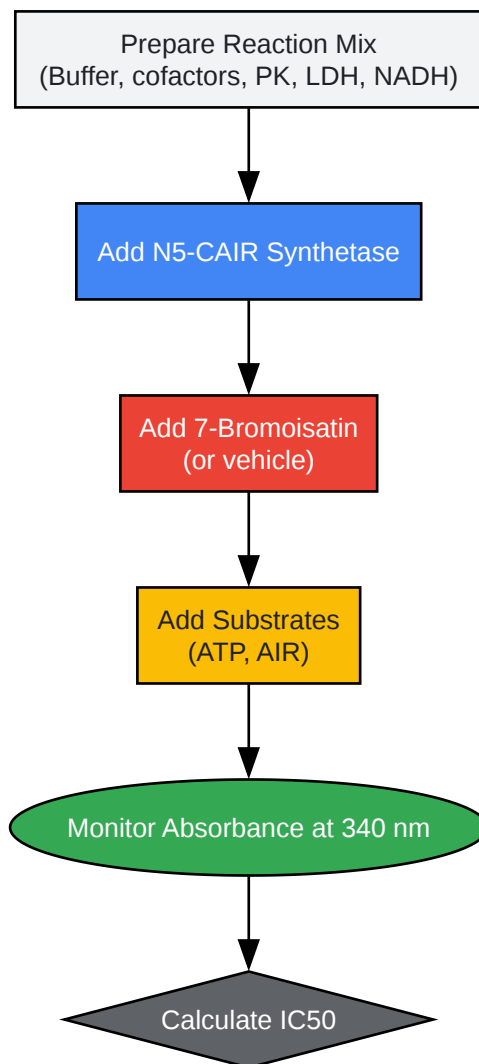 Prepare Reaction Mix
(Buffer, cofactors, PK, LDH, NADH)
Add N5-CAIR Synthetase
Add 7-Bromoisatin
(or vehicle)
Add Substrates
(ATP, AIR)
Monitor Absorbance at 340 nm
Calculate IC50